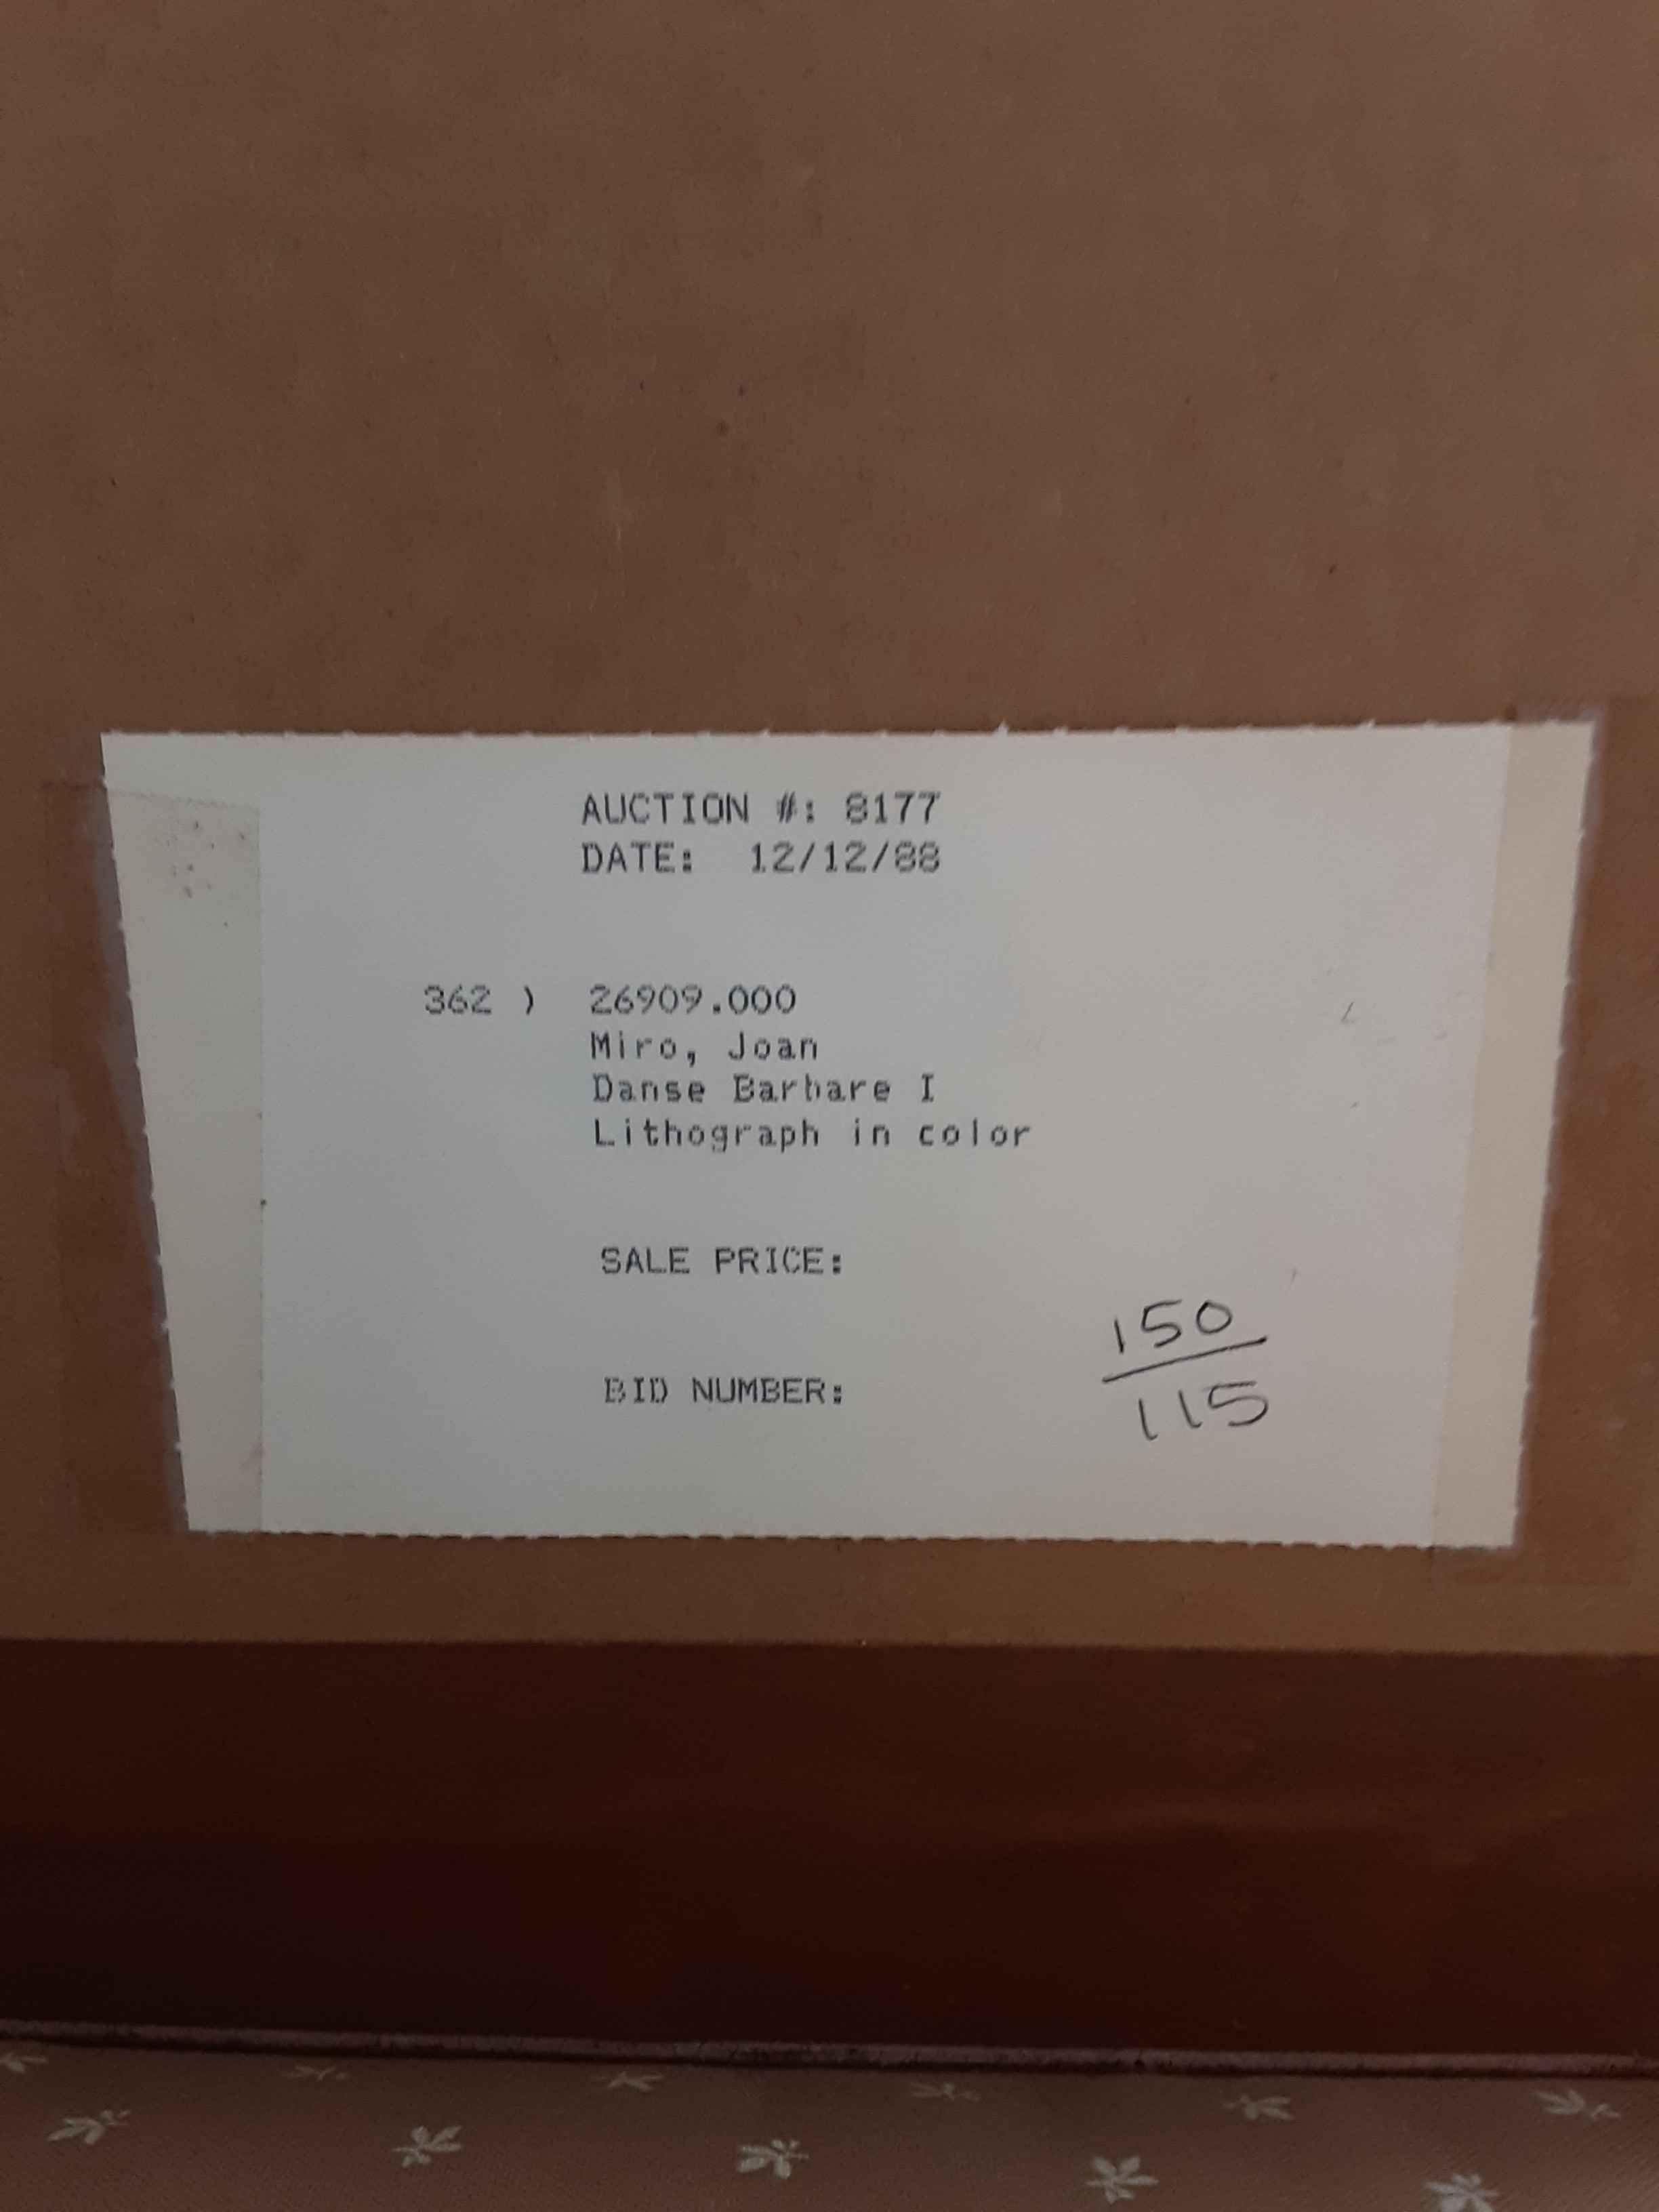 AUCTION #: 8177
DATE: 12/12/88
362 ) 26909.000
Miro, Joan
Danse Barbare I
Lithograph in color
SALE PRICE:
150
BID NUMBER:
115